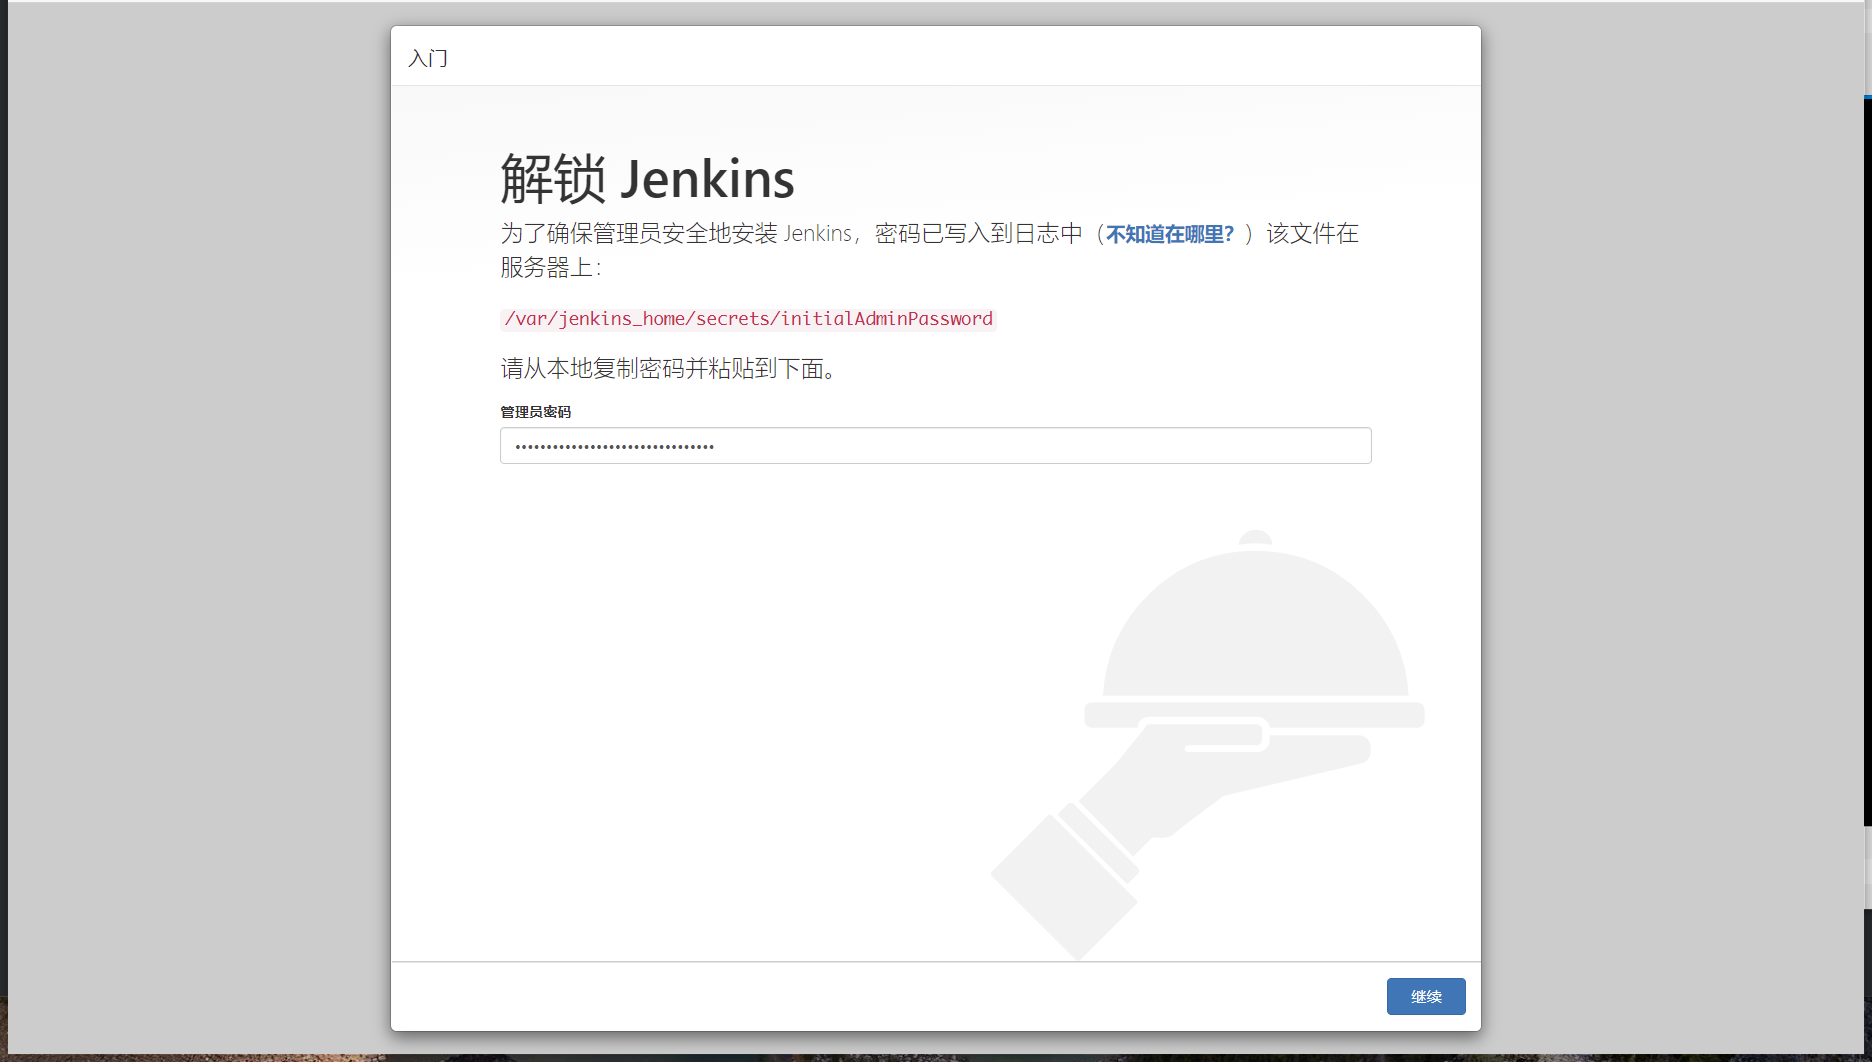 入门
解锁 Jenkins
为了确保管理员安全地安装 Jenkins，密码已写入到日志中（不知道在哪里？）该文件在
服务器上：
/var/jenkins_home/secrets/initialAdminPassword
请从本地复制密码并粘贴到下面。
管理员密码
••••••••••••••••••••••••••••••••
继续